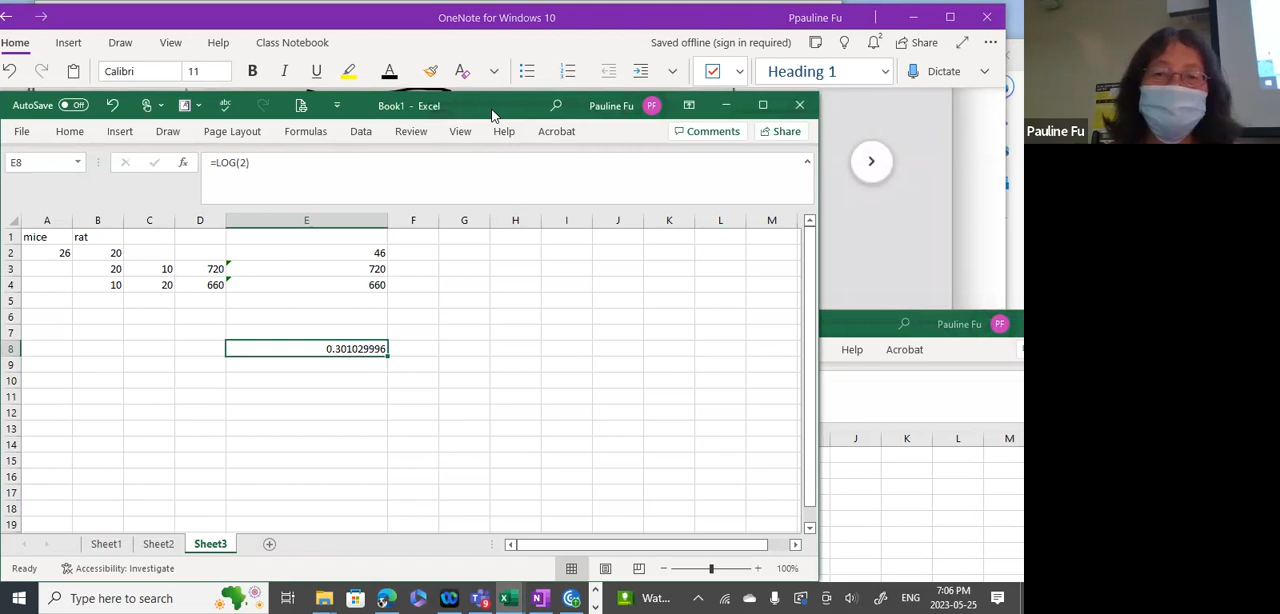 OneNote for Windows 10
Ppauline Fu
Home Insert Draw View Help Class Notebook
Saved offline (sign in required)
Share
Calibri 11 B I U A Heading 1 Dictate
AutoSave Off
Book1 - Excel
Pauline Fu PF
File Home Insert Draw Page Layout Formulas Data Review View Help Acrobat
Comments Share
E8 fx =LOG(2)
A B C D E F G H I J K L M
1 mice rat
2 26 20 46
3 20 10 720 720
4 10 20 660 660
5
6
7
8 0.301029996
9
10
11
12
13
14
15
16
17
18
19
Sheet1 Sheet2 Sheet3
Ready Accessibility: Investigate 100%
Pauline Fu PF
Help Acrobat
J K L M
Type here to search
Wat...
ENG
7:06 PM
2023-05-25
Pauline Fu